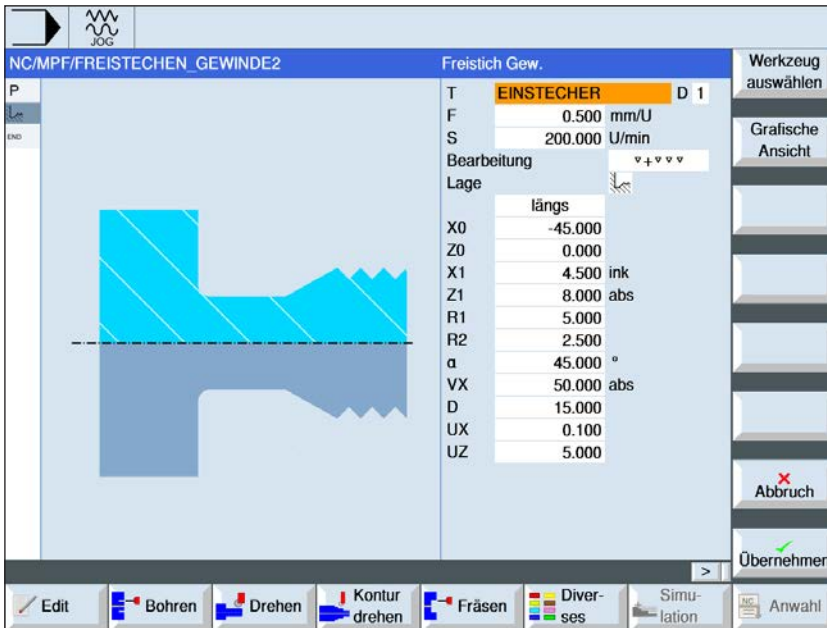 JOG
NC/MPF/FREISTECHEN_GEWINDE2
Freistich Gew.
P
END
T EINSTECHER D 1
F 0.500 mm/U
S 200.000 U/min
Bearbeitung ▿+▿▿▿
Lage
längs
X0 -45.000
Z0 0.000
X1 4.500 ink
Z1 8.000 abs
R1 5.000
R2 2.500
α 45.000 °
VX 50.000 abs
D 15.000
UX 0.100
UZ 5.000
>
Werkzeug
auswählen
Grafische
Ansicht
Abbruch
Übernehmen
Edit
Bohren
Drehen
Kontur
drehen
Fräsen
Diver-
ses
Simu-
lation
NC
Anwahl